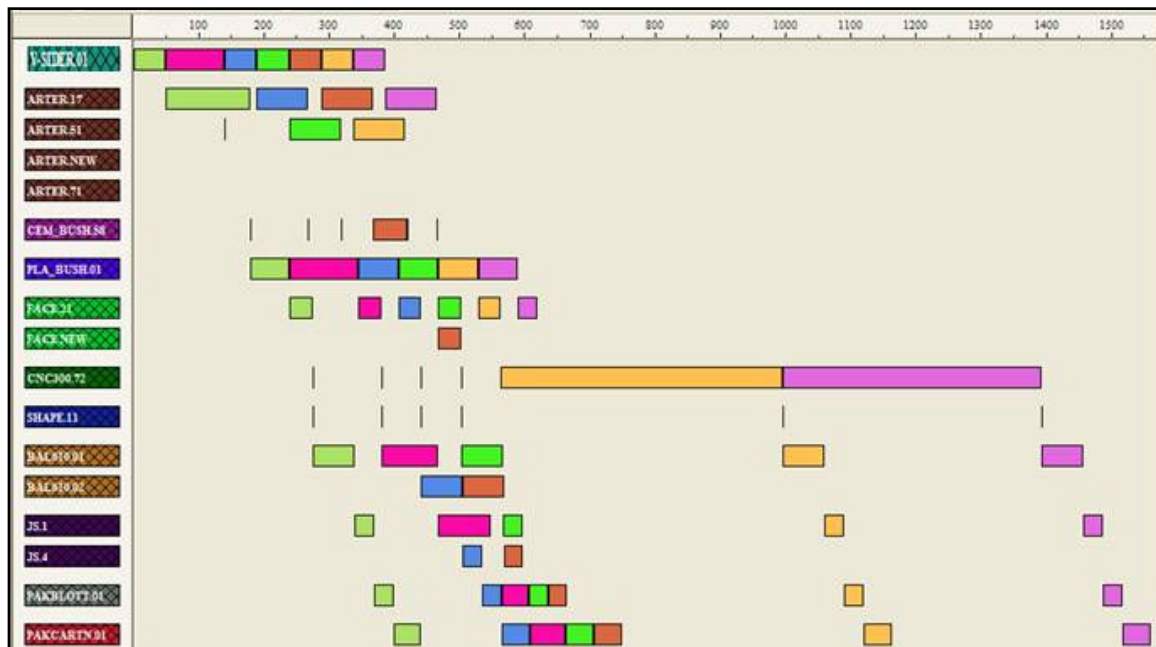 100 200 300 400 500 600 700 800 900 1000 1100 1200 1300 1400 1500
V-SIDER.01
ARTER.17
ARTER.51
ARTER.NEW
ARTER.71
CEM_BUSH.58
PLA_BUSH.01
FACE.21
FACE.NEW
CNC300.72
SHAPE.11
BAL610.01
BAL610.02
JS.1
JS.4
PAKBLOTT.01
PAKCARTN.01